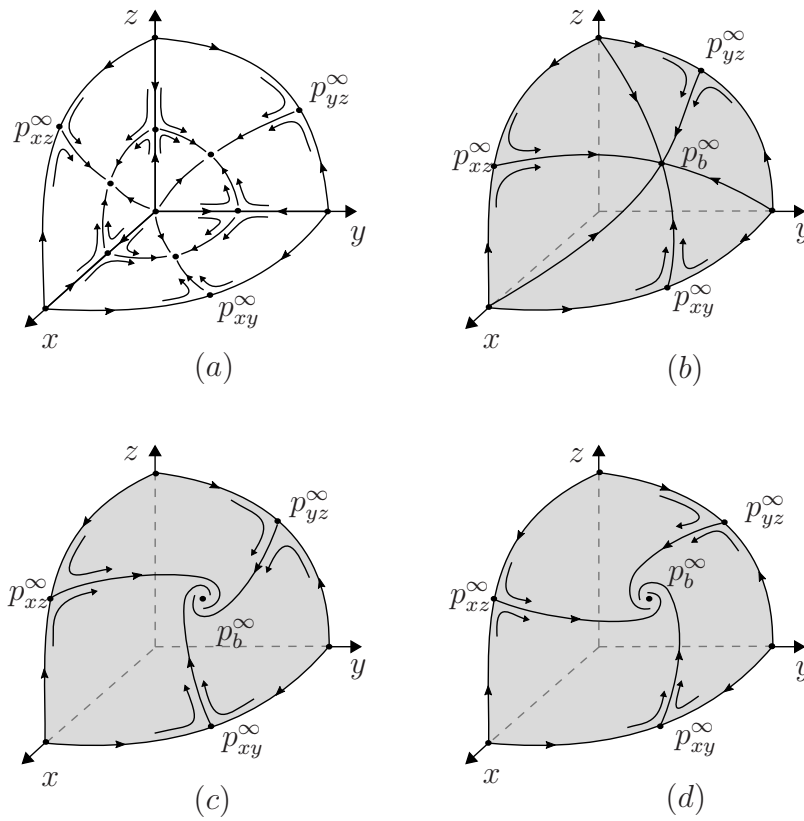 z z
p_{yz}^∞ p_{yz}^∞
p_{xz}^∞ p_{xz}^∞ p_b^∞
y y
p_{xy}^∞ p_{xy}^∞
x x
(a) (b)
z z
p_{yz}^∞ p_{yz}^∞
p_{xz}^∞ p_b^∞ p_{xz}^∞ p_b^∞
y y
p_{xy}^∞ p_{xy}^∞
x x
(c) (d)